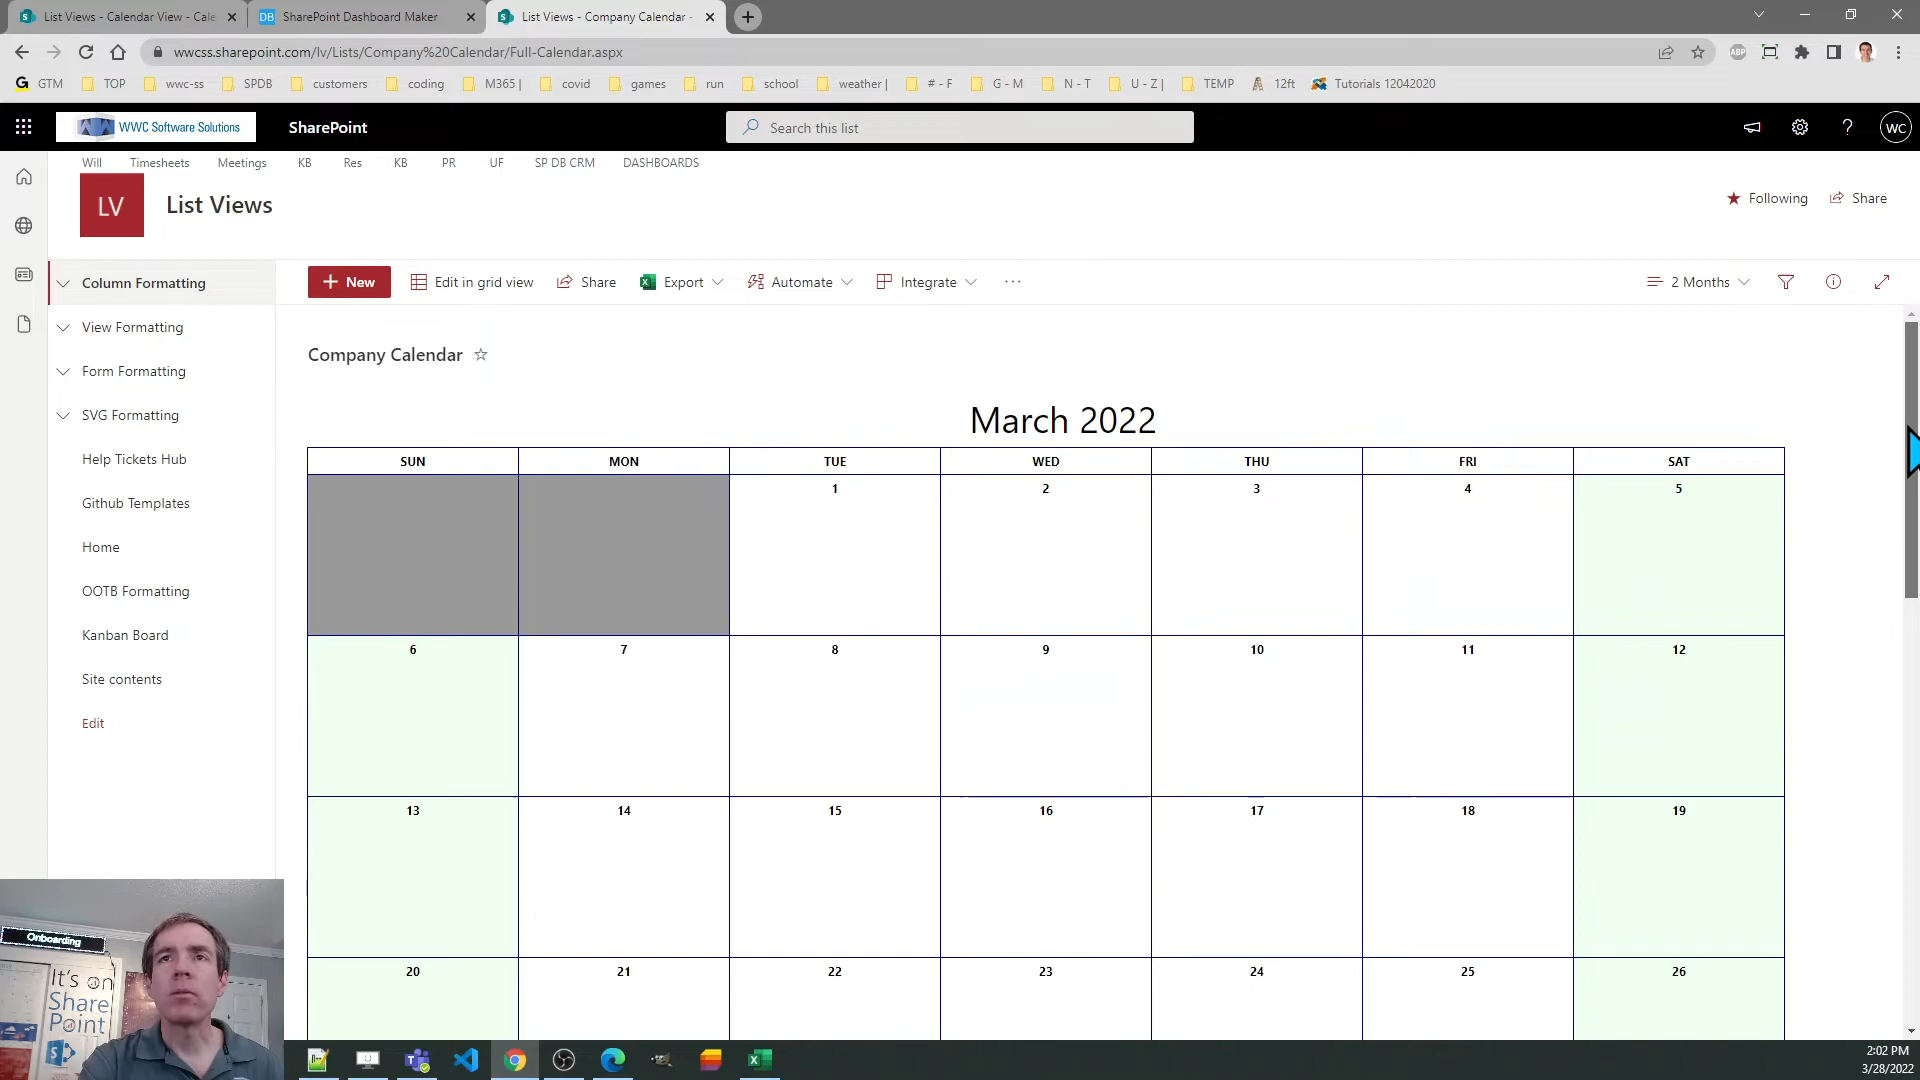 List Views - Calendar View - Cale
DB SharePoint Dashboard Maker
List Views - Company Calendar -
wwcss.sharepoint.com/lv/Lists/Company%20Calendar/Full-Calendar.aspx
ABP
G GTM TOP wwc-ss SPDB customers coding M365 | covid games run school weather | # - F G - M N - T U - Z | TEMP 12ft Tutorials 12042020
WWC Software Solutions
SharePoint
Search this list
? WC
Will Timesheets Meetings KB Res KB PR UF SP DB CRM DASHBOARDS
LV List Views
Following Share
Column Formatting
View Formatting
Form Formatting
SVG Formatting
Help Tickets Hub
Github Templates
Home
OOTB Formatting
Kanban Board
Site contents
Edit
+ New Edit in grid view Share Export Automate Integrate ··· 2 Months
Company Calendar
March 2022
SUN MON TUE WED THU FRI SAT
1 2 3 4 5
6 7 8 9 10 11 12
13 14 15 16 17 18 19
20 21 22 23 24 25 26
Onboarding
It's on
Share
Point
2:02 PM
3/28/2022